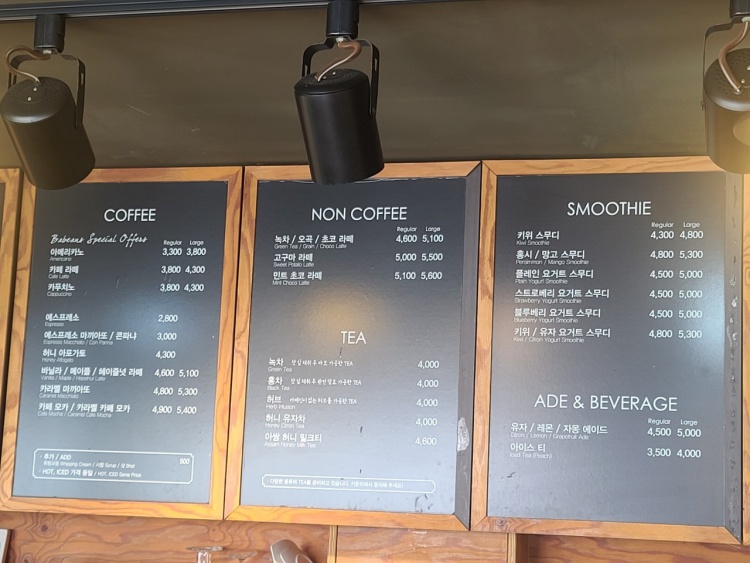 COFFEE
Babeans Special Offers
Regular Large
아메리카노 3,300 3,800
Americano
카페 라떼 3,800 4,300
Cafe Latte
카푸치노 3,800 4,300
Cappuccino
에스프레소 2,800
Espresso
에스프레소 마끼아또 / 콘파냐 3,000
Espresso Macchiato / Con Panna
허니 아포가토 4,300
Honey Affogato
바닐라 / 메이플 / 헤이즐넛 라떼 4,600 5,100
Vanilla / Maple / Hazelnut Latte
카라멜 마끼아또 4,800 5,300
Caramel Macchiato
카페 모카 / 카라멜 카페 모카 4,900 5,400
Cafe Mocha / Caramel Cafe Mocha
· 추가 / ADD 500
휘핑크림 Whipping Cream / 시럽 Syrup / 샷 Shot
· HOT, ICED 가격 동일 / HOT, ICED Same Price
NON COFFEE
Regular Large
녹차 / 오곡 / 초코 라떼 4,600 5,100
Green Tea / Grain / Choco Latte
고구마 라떼 5,000 5,500
Sweet Potato Latte
민트 초코 라떼 5,100 5,600
Mint Choco Latte
TEA
녹차 4,000
Green Tea
홍차 4,000
Black Tea
허브 4,000
Herb Infusion
허니 유자차 4,000
Honey Citron Tea
아쌈 허니 밀크티 4,600
Assam Honey Milk Tea
SMOOTHIE
Regular Large
키위 스무디 4,300 4,800
Kiwi Smoothie
홍시 / 망고 스무디 4,800 5,300
Persimmon / Mango Smoothie
플레인 요거트 스무디 4,500 5,000
Plain Yogurt Smoothie
스트로베리 요거트 스무디 4,500 5,000
Strawberry Yogurt Smoothie
블루베리 요거트 스무디 4,500 5,000
Blueberry Yogurt Smoothie
키위 / 유자 요거트 스무디 4,800 5,300
Kiwi / Citron Yogurt Smoothie
ADE & BEVERAGE
Regular Large
유자 / 레몬 / 자몽 에이드 4,500 5,000
Citron / Lemon / Grapefruit Ade
아이스 티 3,500 4,000
Iced Tea (Peach)